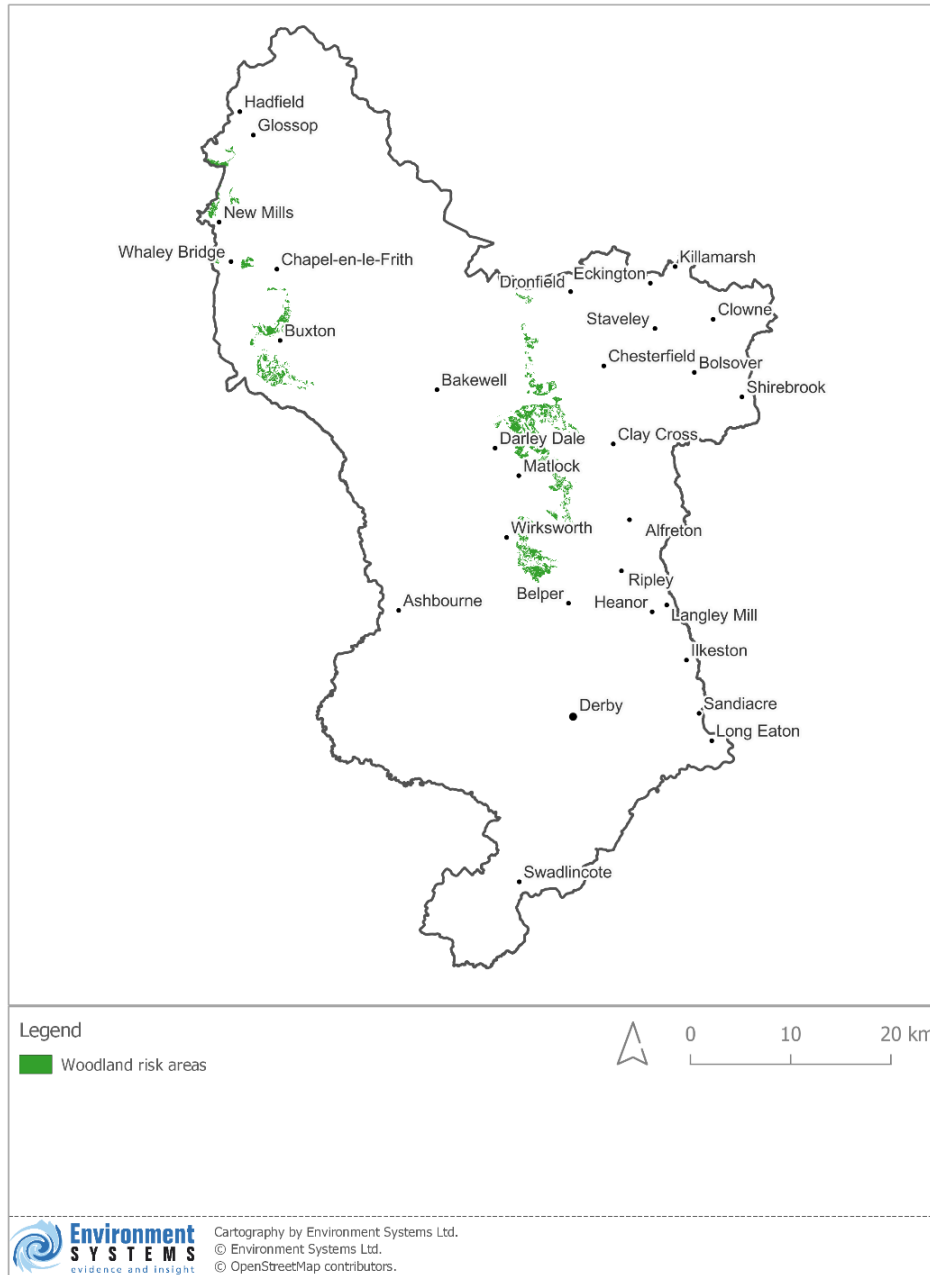 Hadfield
Glossop
New Mills
Whaley Bridge
Chapel-en-le-Frith
Killamarsh
Eckington
Dronfield
Clowne
Staveley
Buxton
Chesterfield
Bolsover
Bakewell
Shirebrook
Darley Dale
Clay Cross
Matlock
Wirksworth
Alfreton
Ripley
Belper
Heanor
Ashbourne
Langley Mill
Ilkeston
Derby
Sandiacre
Long Eaton
Swadlincote
Legend
0 10 20 km
Woodland risk areas
Environment
SYSTEMS
evidence and insight
Cartography by Environment Systems Ltd.
© Environment Systems Ltd.
© OpenStreetMap contributors.